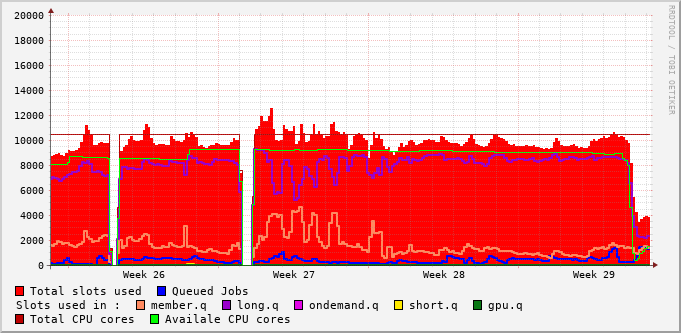 20000
18000
16000
14000
12000
10000
8000
6000
4000
2000
0
Week 26 Week 27 Week 28 Week 29
RRDTOOL / TOBI OETIKER
Total slots used Queued Jobs
Slots used in : member.q long.q ondemand.q short.q gpu.q
Total CPU cores Availale CPU cores